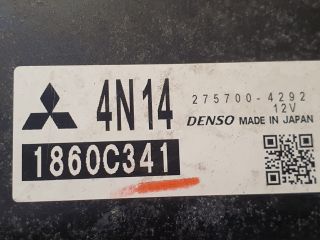 4N14
275700-4292
12V
DENSO MADE IN JAPAN
1860C341